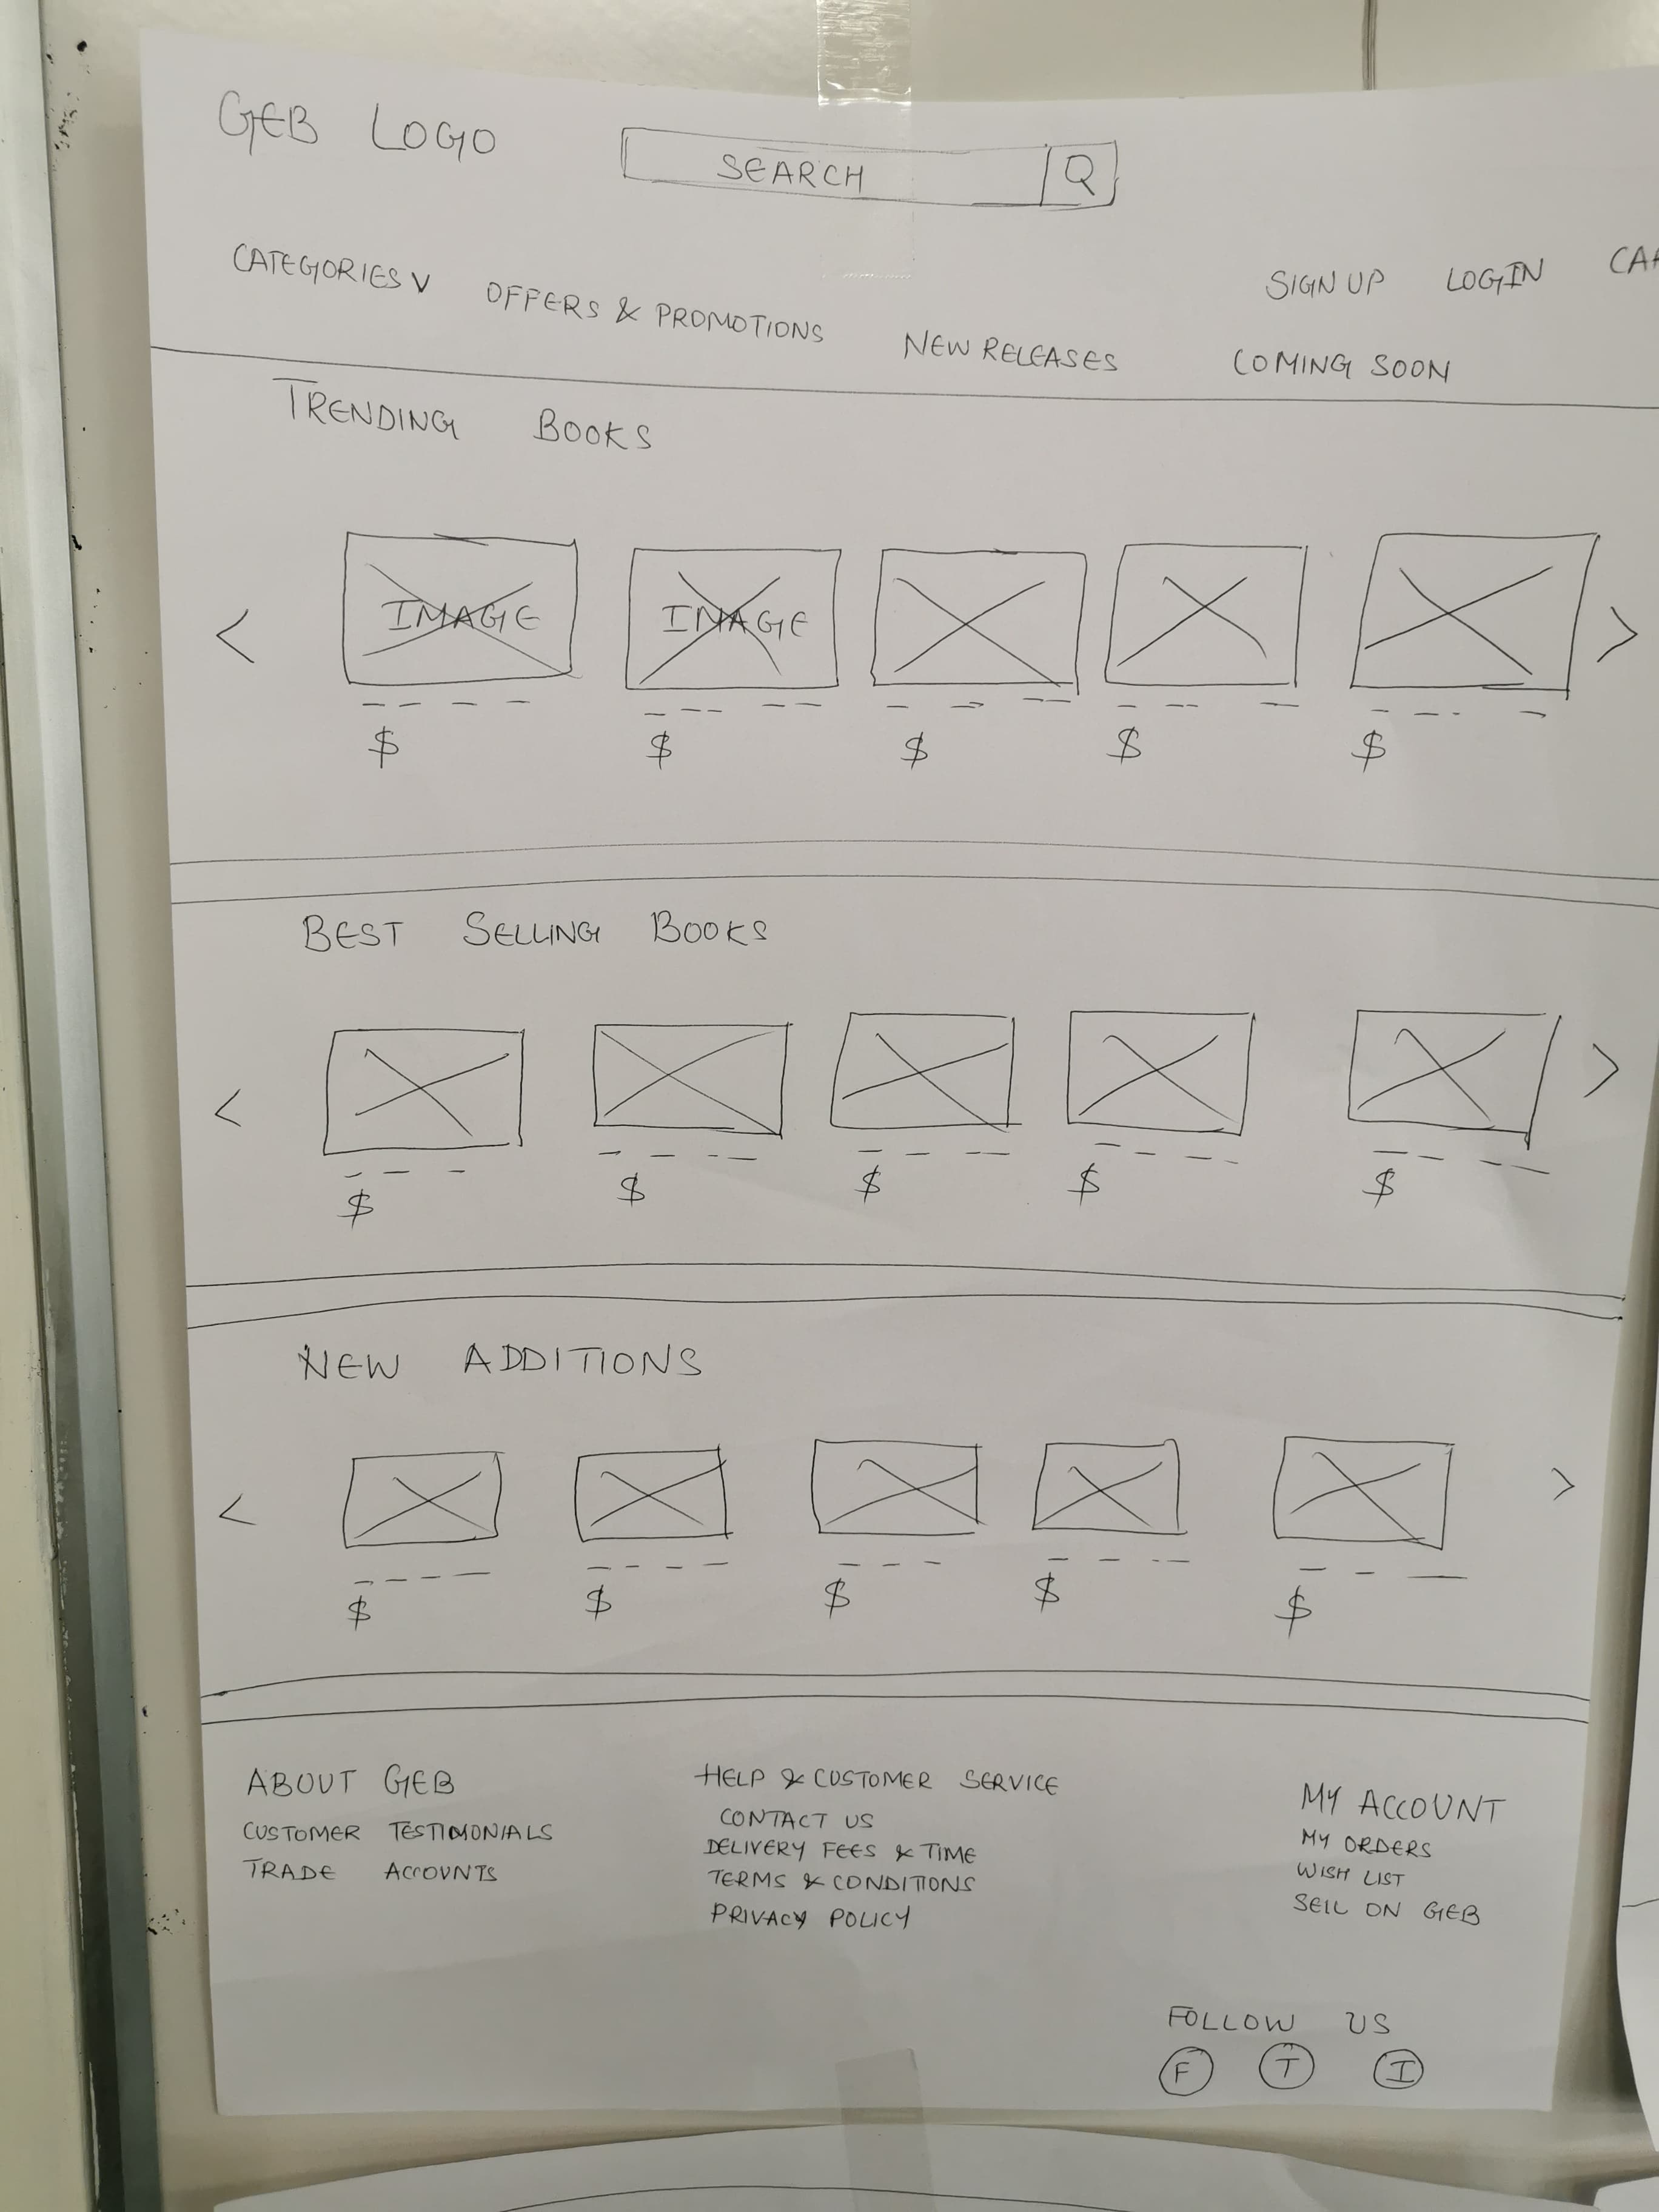 GEB LOGO
SEARCH Q
SIGN UP LOGIN
CATEGORIES V OFFERS & PROMOTIONS NEW RELEASES COMING SOON
TRENDING BOOKS
< IMAGE IMAGE >
$ $ $ $ $
BEST SELLING BOOKS
< >
$ $ $ $ $
NEW ADDITIONS
< >
$ $ $ $ $
ABOUT GEB
CUSTOMER TESTIMONIALS
TRADE ACCOUNTS
HELP & CUSTOMER SERVICE
CONTACT US
DELIVERY FEES & TIME
TERMS & CONDITIONS
PRIVACY POLICY
MY ACCOUNT
MY ORDERS
WISH LIST
SELL ON GEB
FOLLOW US
F T I